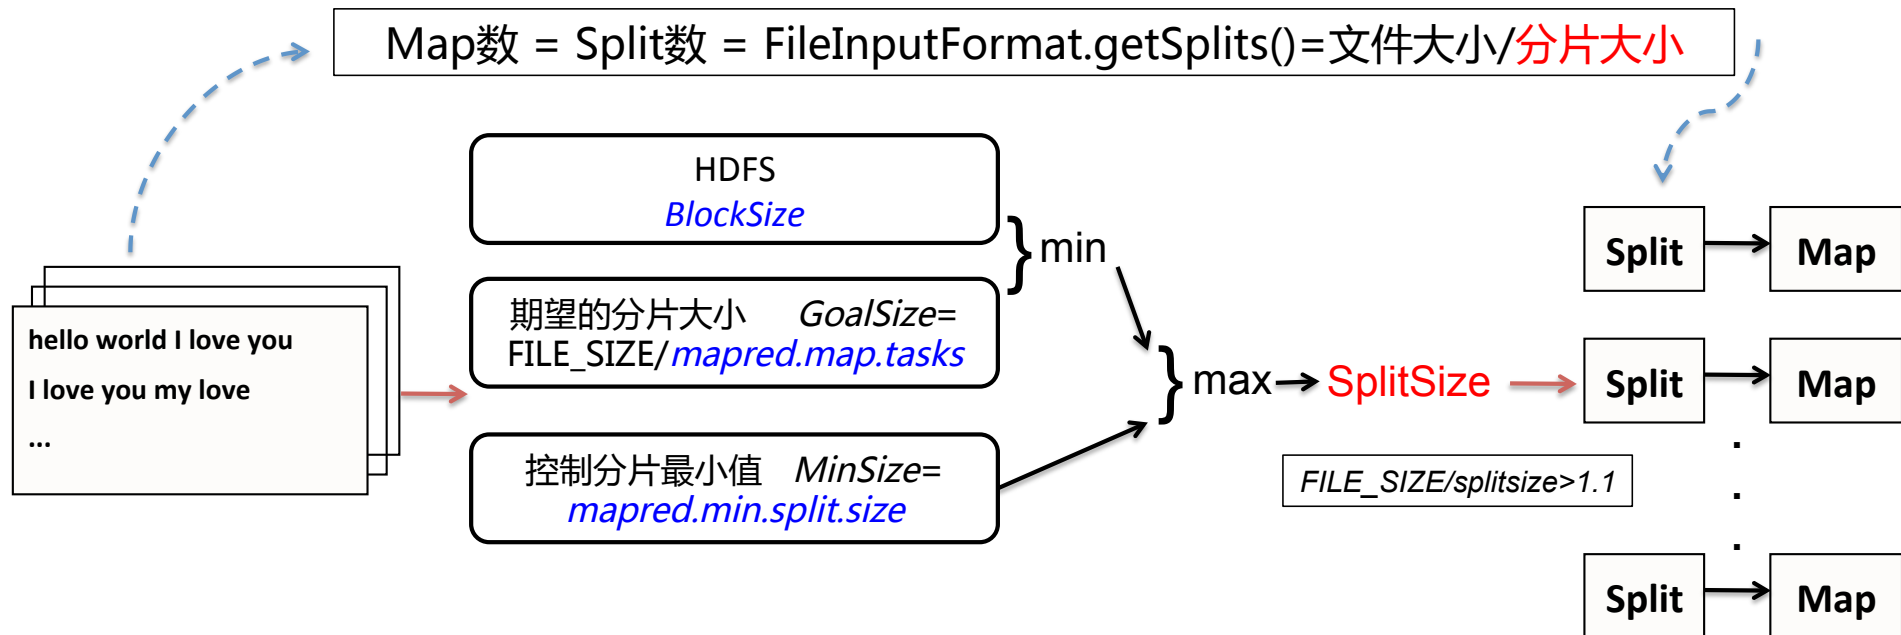 Map数 = Split数 = FileInputFormat.getSplits()=文件大小/分片大小
HDFS
BlockSize
期望的分片大小 GoalSize=
FILE_SIZE/mapred.map.tasks
控制分片最小值 MinSize=
mapred.min.split.size
hello world I love you
I love you my love
...
} min
} max
SplitSize
FILE_SIZE/splitsize>1.1
Split
Map
Split
Map
.
.
.
Split
Map